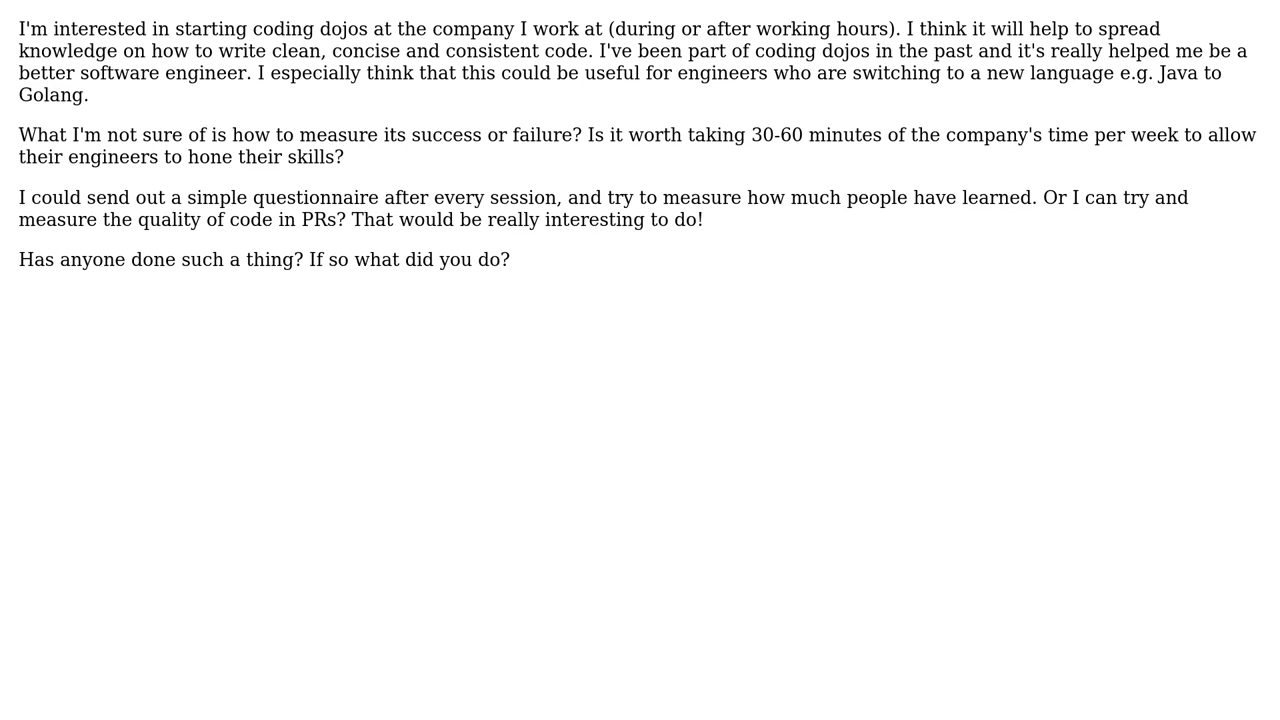 I'm interested in starting coding dojos at the company I work at (during or after working hours). I think it will help to spread
knowledge on how to write clean, concise and consistent code. I've been part of coding dojos in the past and it's really helped me be a
better software engineer. I especially think that this could be useful for engineers who are switching to a new language e.g. Java to
Golang.
What I'm not sure of is how to measure its success or failure? Is it worth taking 30-60 minutes of the company's time per week to allow
their engineers to hone their skills?
I could send out a simple questionnaire after every session, and try to measure how much people have learned. Or I can try and
measure the quality of code in PRs? That would be really interesting to do!
Has anyone done such a thing? If so what did you do?